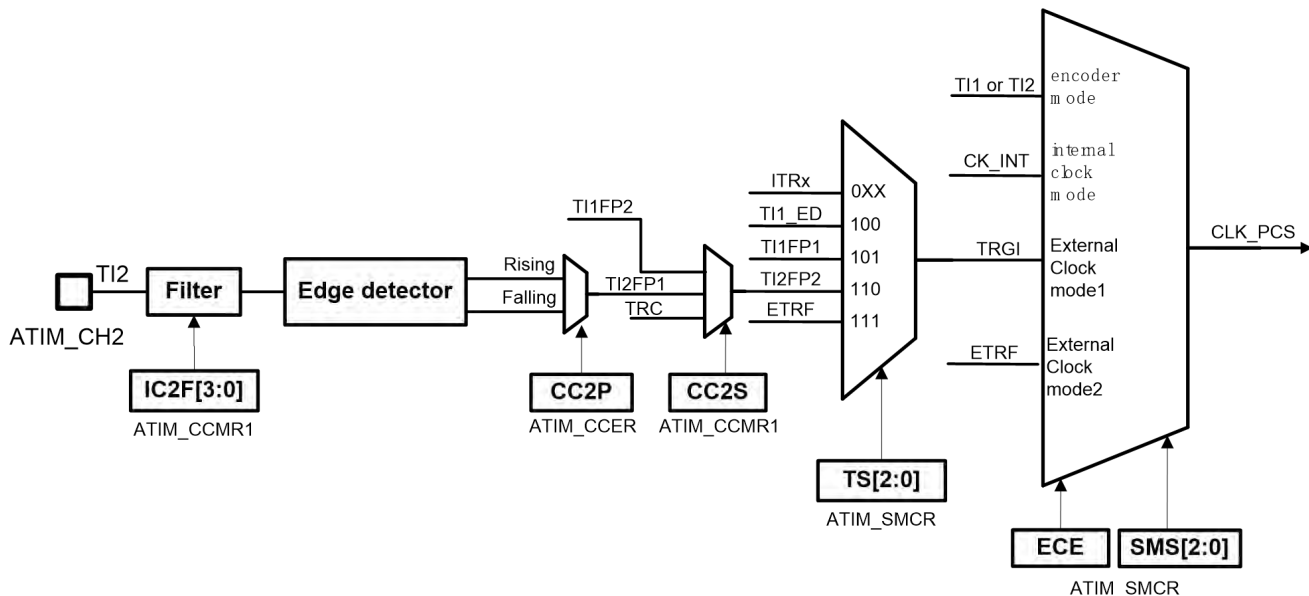 TI2
ATIM_CH2
Filter
IC2F[3:0]
ATIM_CCMR1
Edge detector
Rising
Falling
TI1FP2
TI2FP1
TRC
CC2P
ATIM_CCER
CC2S
ATIM_CCMR1
ITRx
TI1_ED
TI1FP1
TI2FP2
ETRF
0XX
100
101
110
111
TS[2:0]
ATIM_SMCR
TI1 or TI2
CK_INT
TRGI
ETRF
encoder
mode
internal
clock
mode
External
Clock
mode1
External
Clock
mode2
CLK_PCS
ECE
SMS[2:0]
ATIM_SMCR